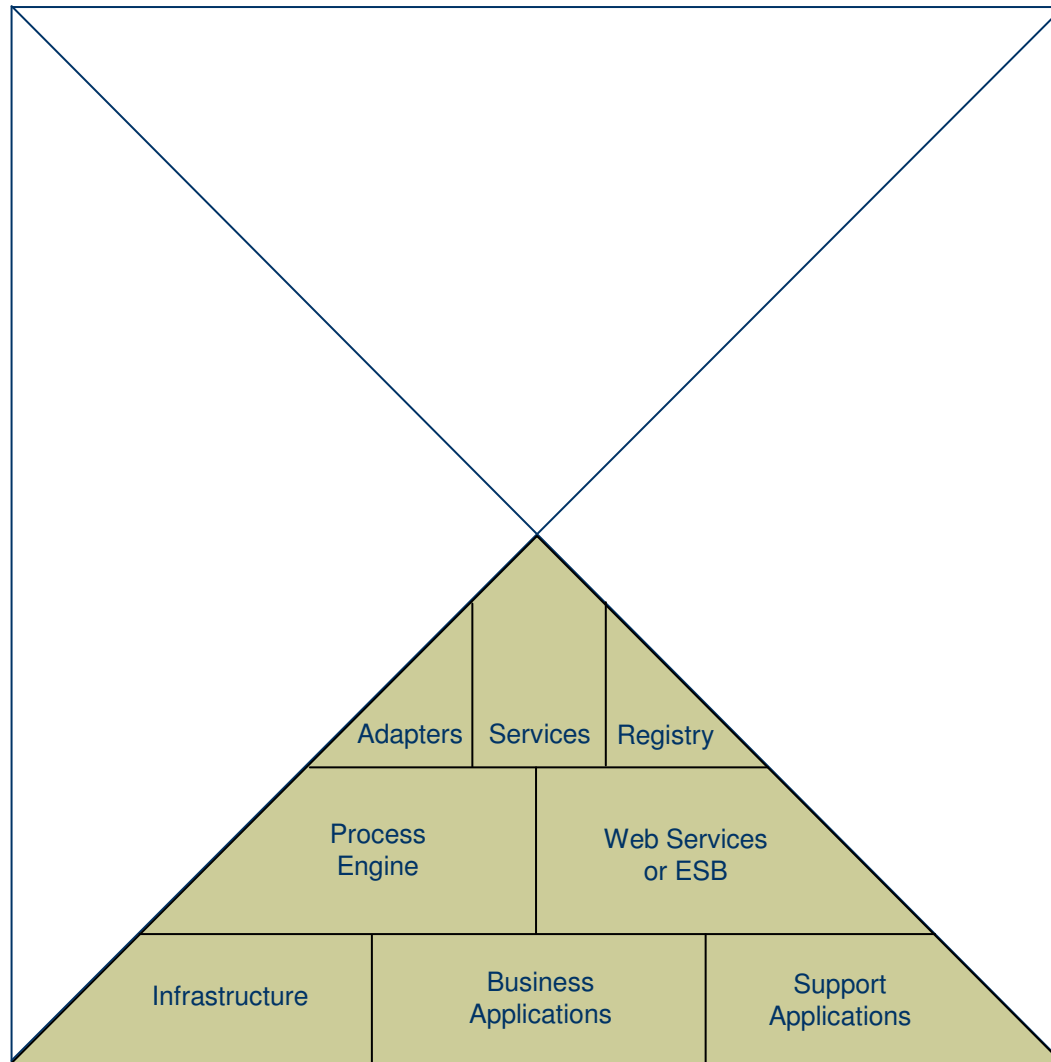 Adapters
Services
Registry
Process
Engine
Web Services
or ESB
Infrastructure
Business
Applications
Support
Applications